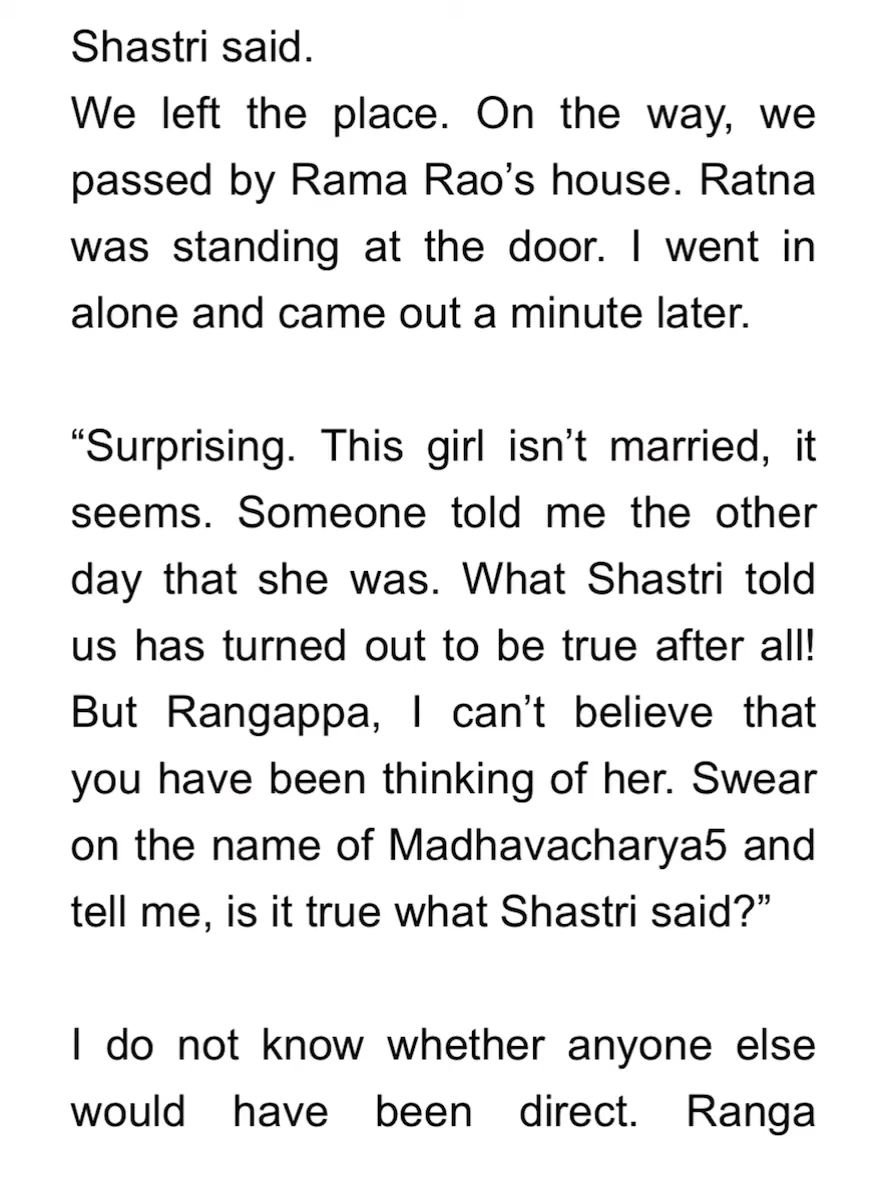 Shastri said.
We left the place. On the way, we
passed by Rama Rao’s house. Ratna
was standing at the door. I went in
alone and came out a minute later.
“Surprising. This girl isn’t married, it
seems. Someone told me the other
day that she was. What Shastri told
us has turned out to be true after all!
But Rangappa, I can’t believe that
you have been thinking of her. Swear
on the name of Madhavacharya5 and
tell me, is it true what Shastri said?”
I do not know whether anyone else
would have been direct. Ranga